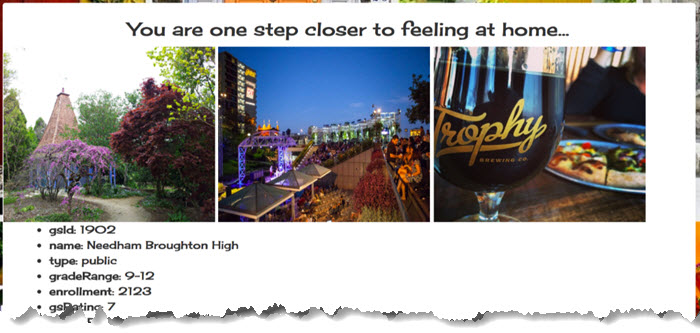 You are one step closer to feeling at home...
Trophy
BREWING CO.
gsId: 1902
name: Needham Broughton High
type: public
gradeRange: 9-12
enrollment: 2123
gsRating: 7